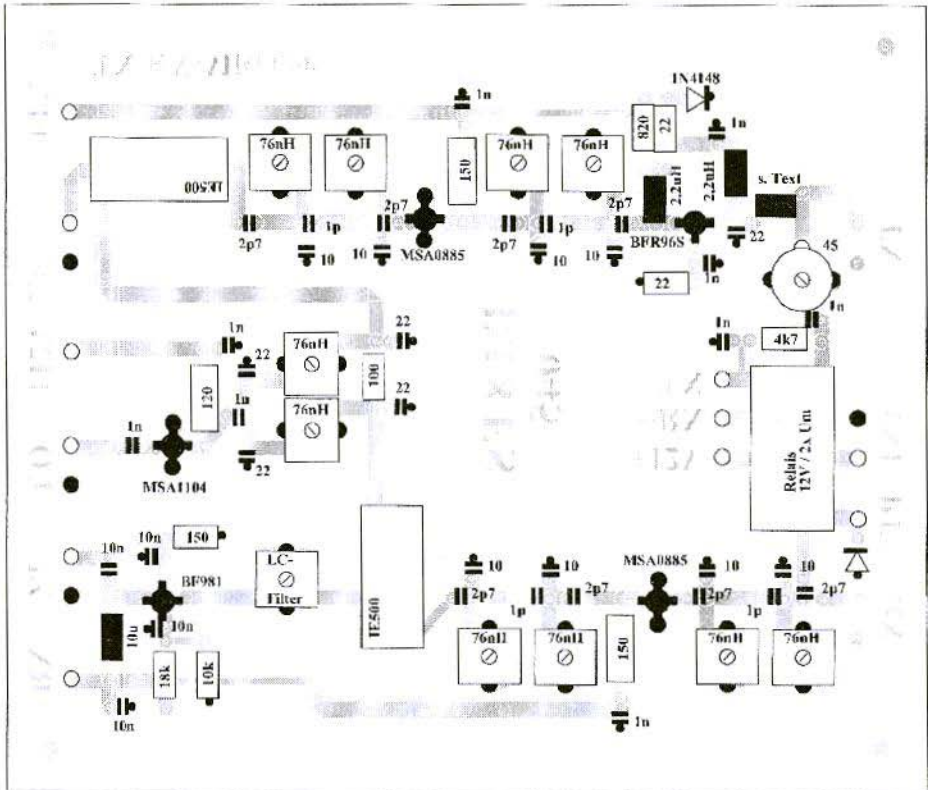 1N4148
1n
820
22
1n
76nH
76nH
76nH
76nH
150
2,2uH
2,2uH
s. Text
IE500
2p7
2p7
2p7
2p7
1p
1p
22
45
MSA0885
BFR96S
10
10
10
10
1n
22
1n
1n
22
1n
4k7
76nH
22
100
120
1n
22
76nH
1n
22
MSA1104
Relais
12V / 2x Um
150
10n
10n
MSA0885
BF981
LC-
Filter
IE500
10
10
10
10
2p7
2p7
2p7
2p7
1p
1p
10u
10n
76nH
76nH
150
76nH
76nH
18k
10k
10n
1n